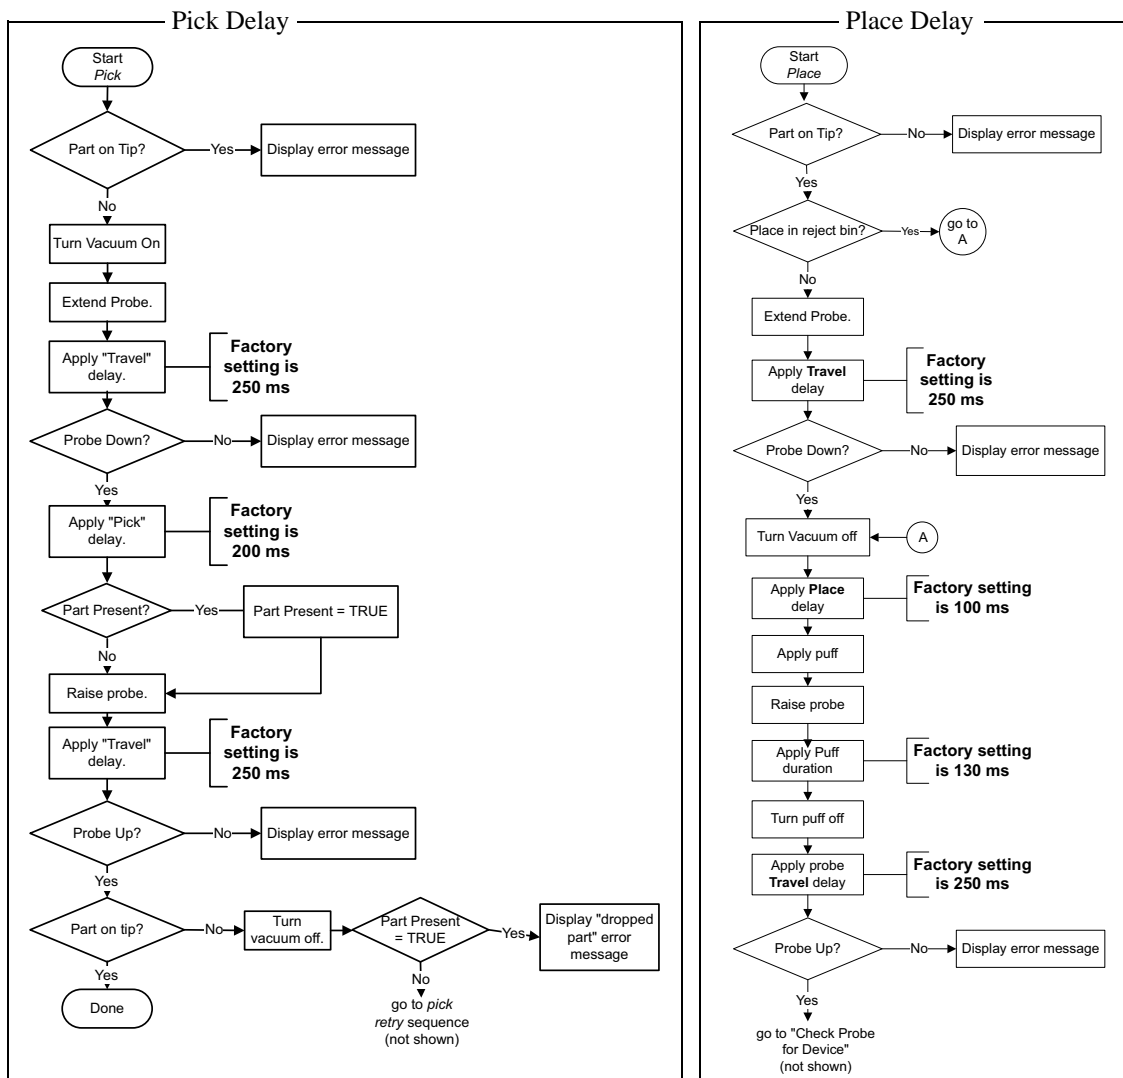 Pick Delay
Start
Pick
Part on Tip?
Yes
Display error message
No
Turn Vacuum On
Extend Probe.
Apply "Travel"
delay.
Factory
setting is
250 ms
Probe Down?
No
Display error message
Yes
Apply "Pick"
delay.
Factory
setting is
200 ms
Part Present?
Yes
Part Present = TRUE
No
Raise probe.
Apply "Travel"
delay.
Factory
setting is
250 ms
Probe Up?
No
Display error message
Yes
Part on tip?
No
Turn
vacuum off.
Part Present
= TRUE
Yes
Display "dropped
part" error
message
Yes
Done
No
go to pick
retry sequence
(not shown)
Place Delay
Start
Place
Part on Tip?
No
Display error message
Yes
Place in reject bin?
Yes
go to
A
No
Extend Probe.
Apply Travel
delay
Factory
setting is
250 ms
Probe Down?
No
Display error message
Yes
Turn Vacuum off
A
Apply Place
delay
Factory setting
is 100 ms
Apply puff
Raise probe
Apply Puff
duration
Factory setting
is 130 ms
Turn puff off
Apply probe
Travel delay
Factory setting
is 250 ms
Probe Up?
No
Display error message
Yes
go to "Check Probe
for Device"
(not shown)